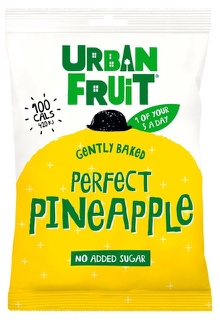 URBAN
FRUIT®
100
CALS
420KJ
1 OF YOUR
5 A DAY
GENTLY BAKED
PERFECT
PINEAPPLE
NO ADDED SUGAR